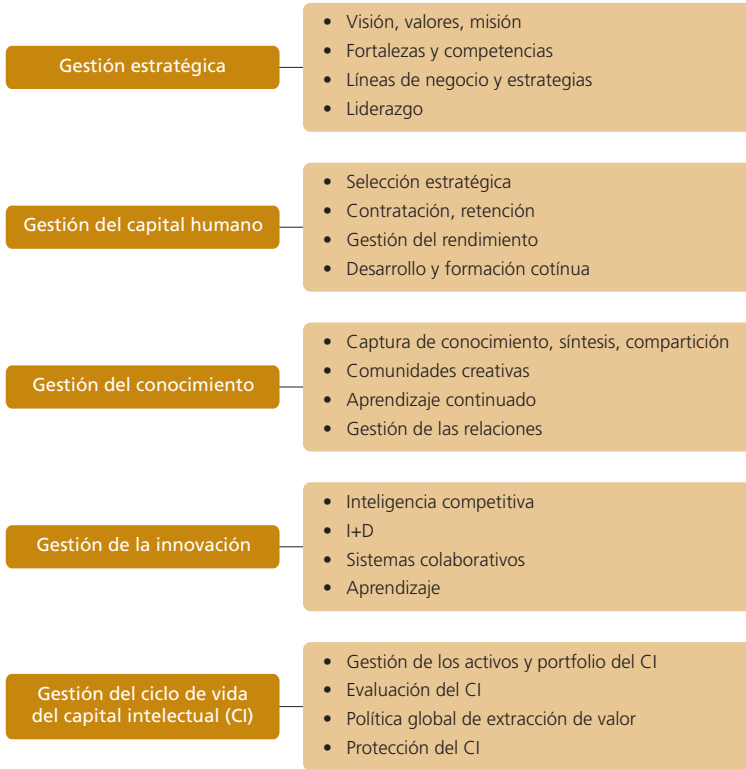 Gestión estratégica
• Visión, valores, misión
• Fortalezas y competencias
• Líneas de negocio y estrategias
• Liderazgo
Gestión del capital humano
• Selección estratégica
• Contratación, retención
• Gestión del rendimiento
• Desarrollo y formación cotínua
Gestión del conocimiento
• Captura de conocimiento, síntesis, compartición
• Comunidades creativas
• Aprendizaje continuado
• Gestión de las relaciones
Gestión de la innovación
• Inteligencia competitiva
• I+D
• Sistemas colaborativos
• Aprendizaje
Gestión del ciclo de vida
del capital intelectual (CI)
• Gestión de los activos y portfolio del CI
• Evaluación del CI
• Política global de extracción de valor
• Protección del CI